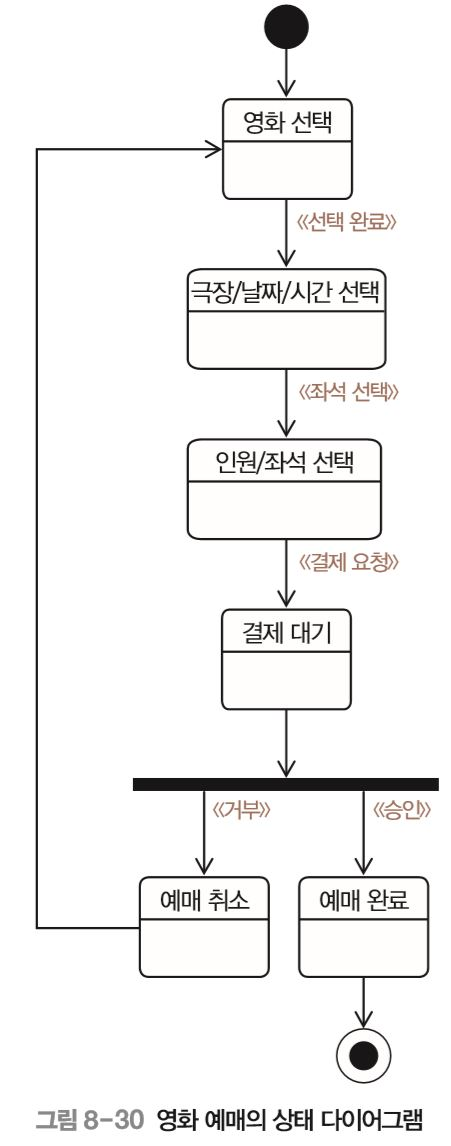 영화 선택
《선택 완료》
극장/날짜/시간 선택
《좌석 선택》
인원/좌석 선택
《결제 요청》
결제 대기
《거부》
《승인》
예매 취소
예매 완료
그림 8-30 영화 예매의 상태 다이어그램